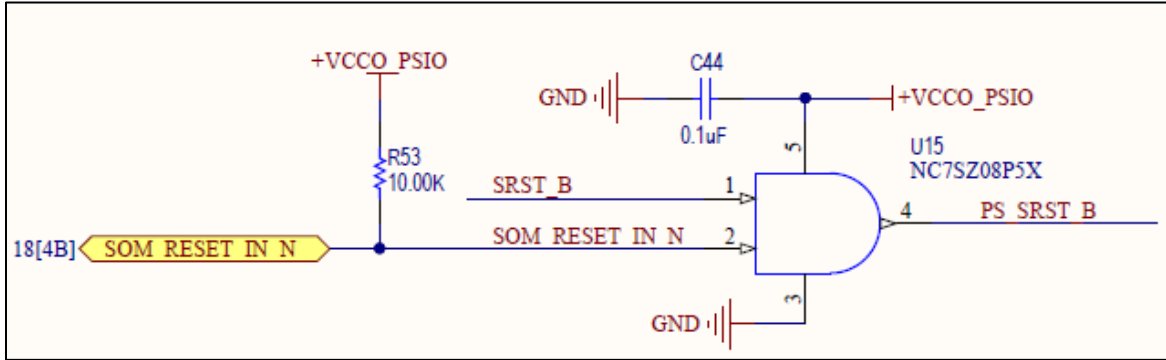 +VCCO_PSIO
R53
10.00K
18[4B] SOM_RESET_IN_N
C44
GND
0.1uF
+VCCO_PSIO
U15
NC7SZ08P5X
5
SRST_B 1
SOM_RESET_IN_N 2
4 PS_SRST_B
3
GND